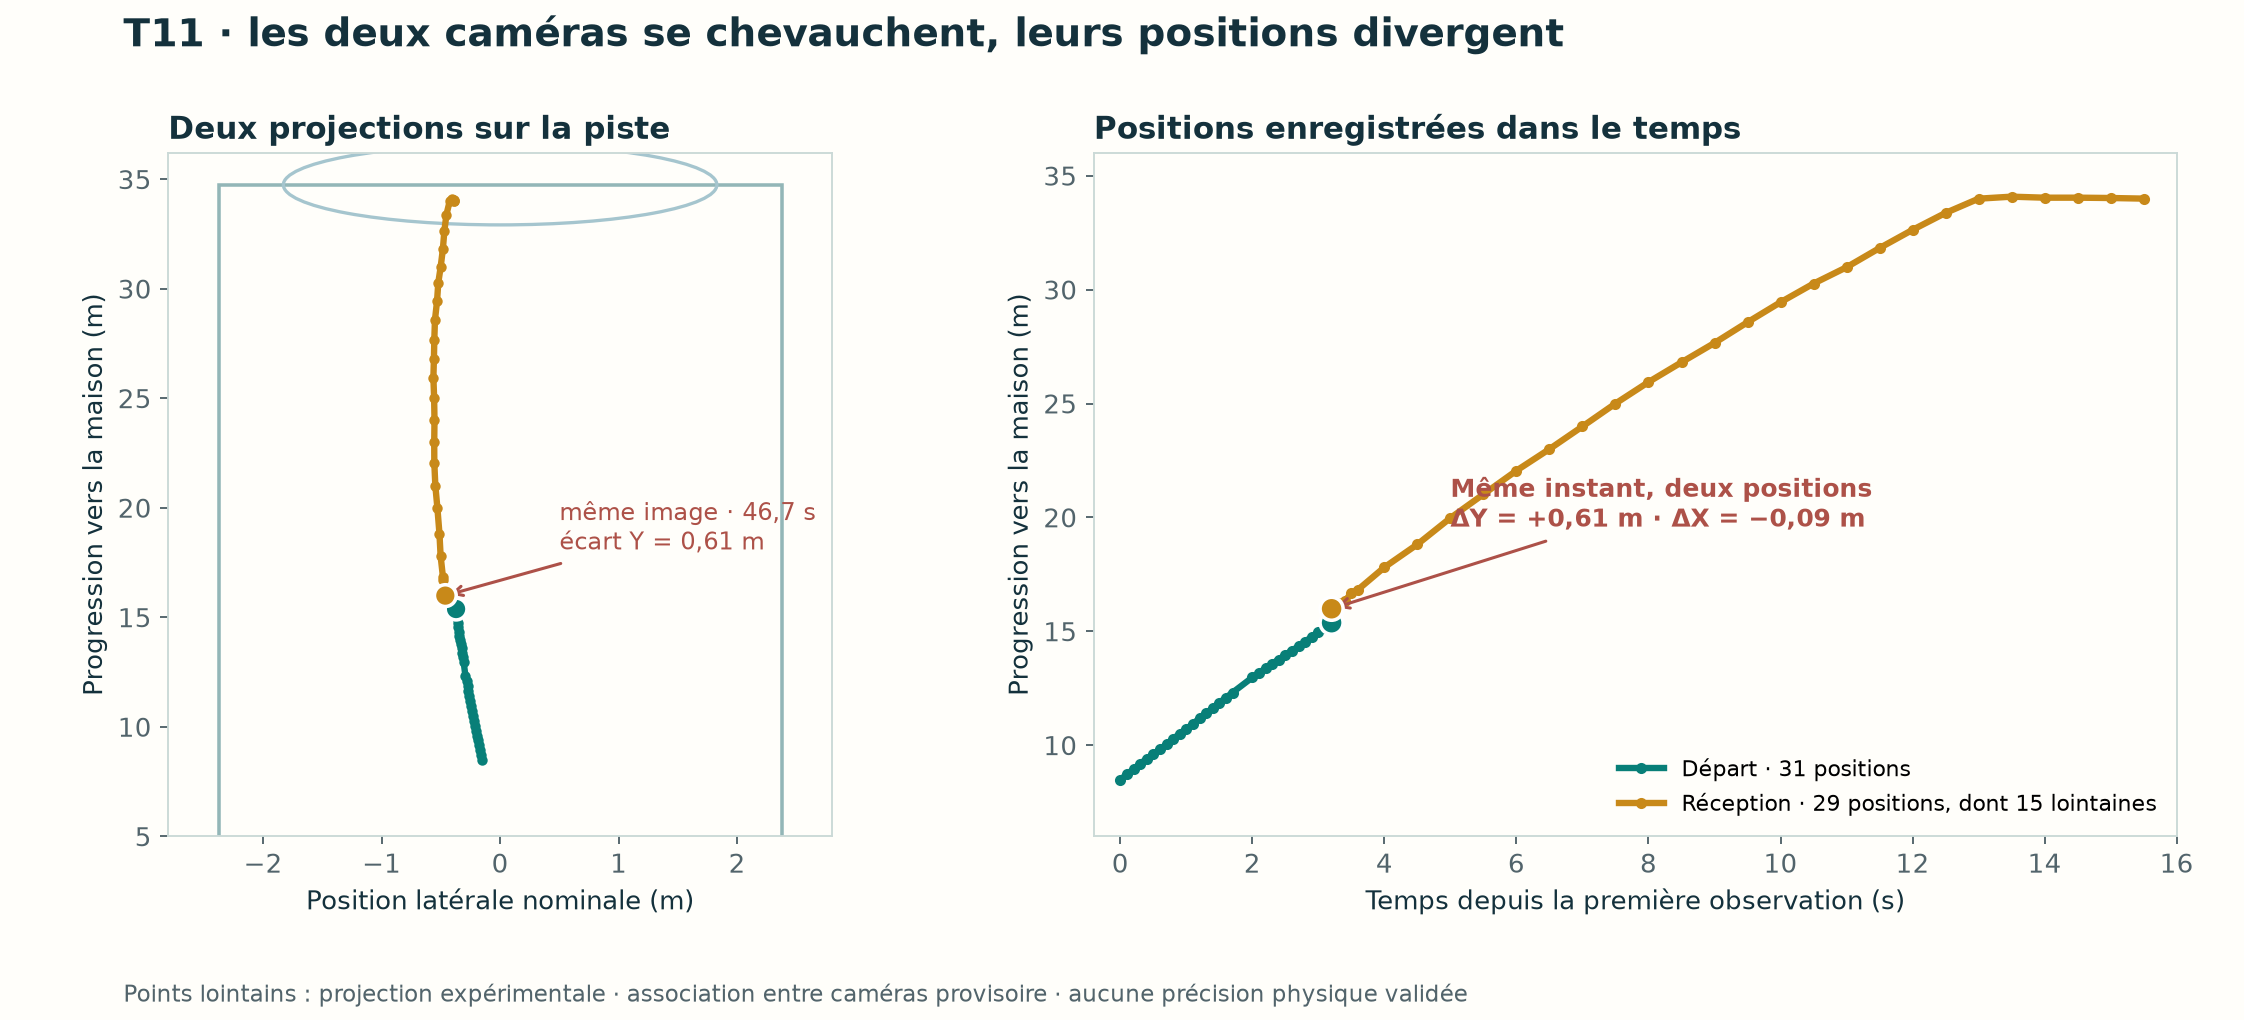 T11 · les deux caméras se chevauchent, leurs positions divergent
Deux projections sur la piste
Progression vers la maison (m)
35
30
25
20
15
10
5
même image · 46,7 s
écart Y = 0,61 m
−2
−1
0
1
2
Position latérale nominale (m)
Positions enregistrées dans le temps
Progression vers la maison (m)
35
30
25
20
15
10
Même instant, deux positions
ΔY = +0,61 m · ΔX = −0,09 m
Départ · 31 positions
Réception · 29 positions, dont 15 lointaines
0
2
4
6
8
10
12
14
16
Temps depuis la première observation (s)
Points lointains : projection expérimentale · association entre caméras provisoire · aucune précision physique validée